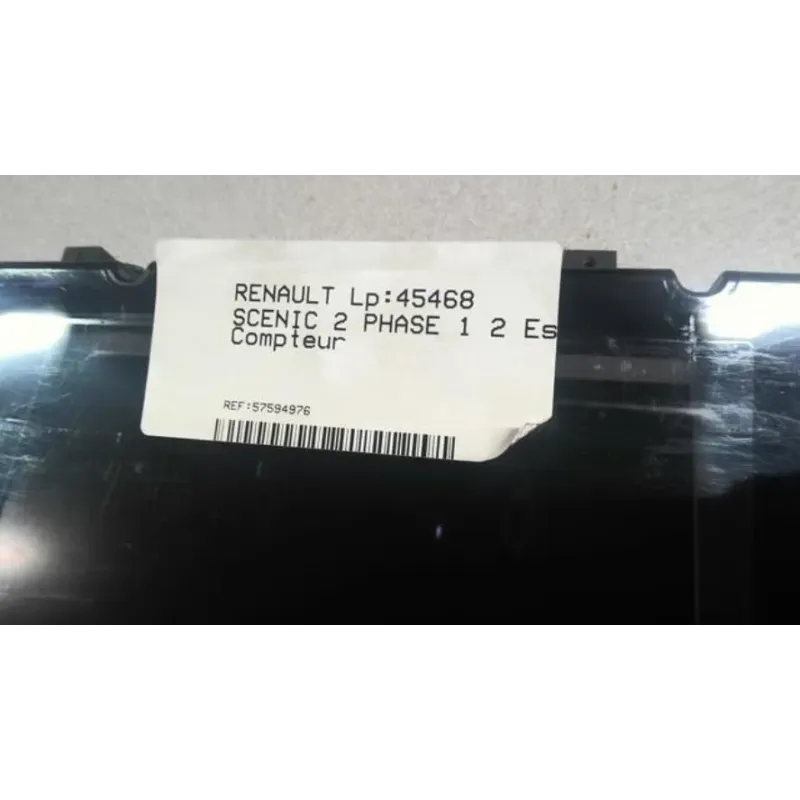 RENAULT Lp:45468
SCENIC 2 PHASE 1 2 Es
Compteur
REF:57594976